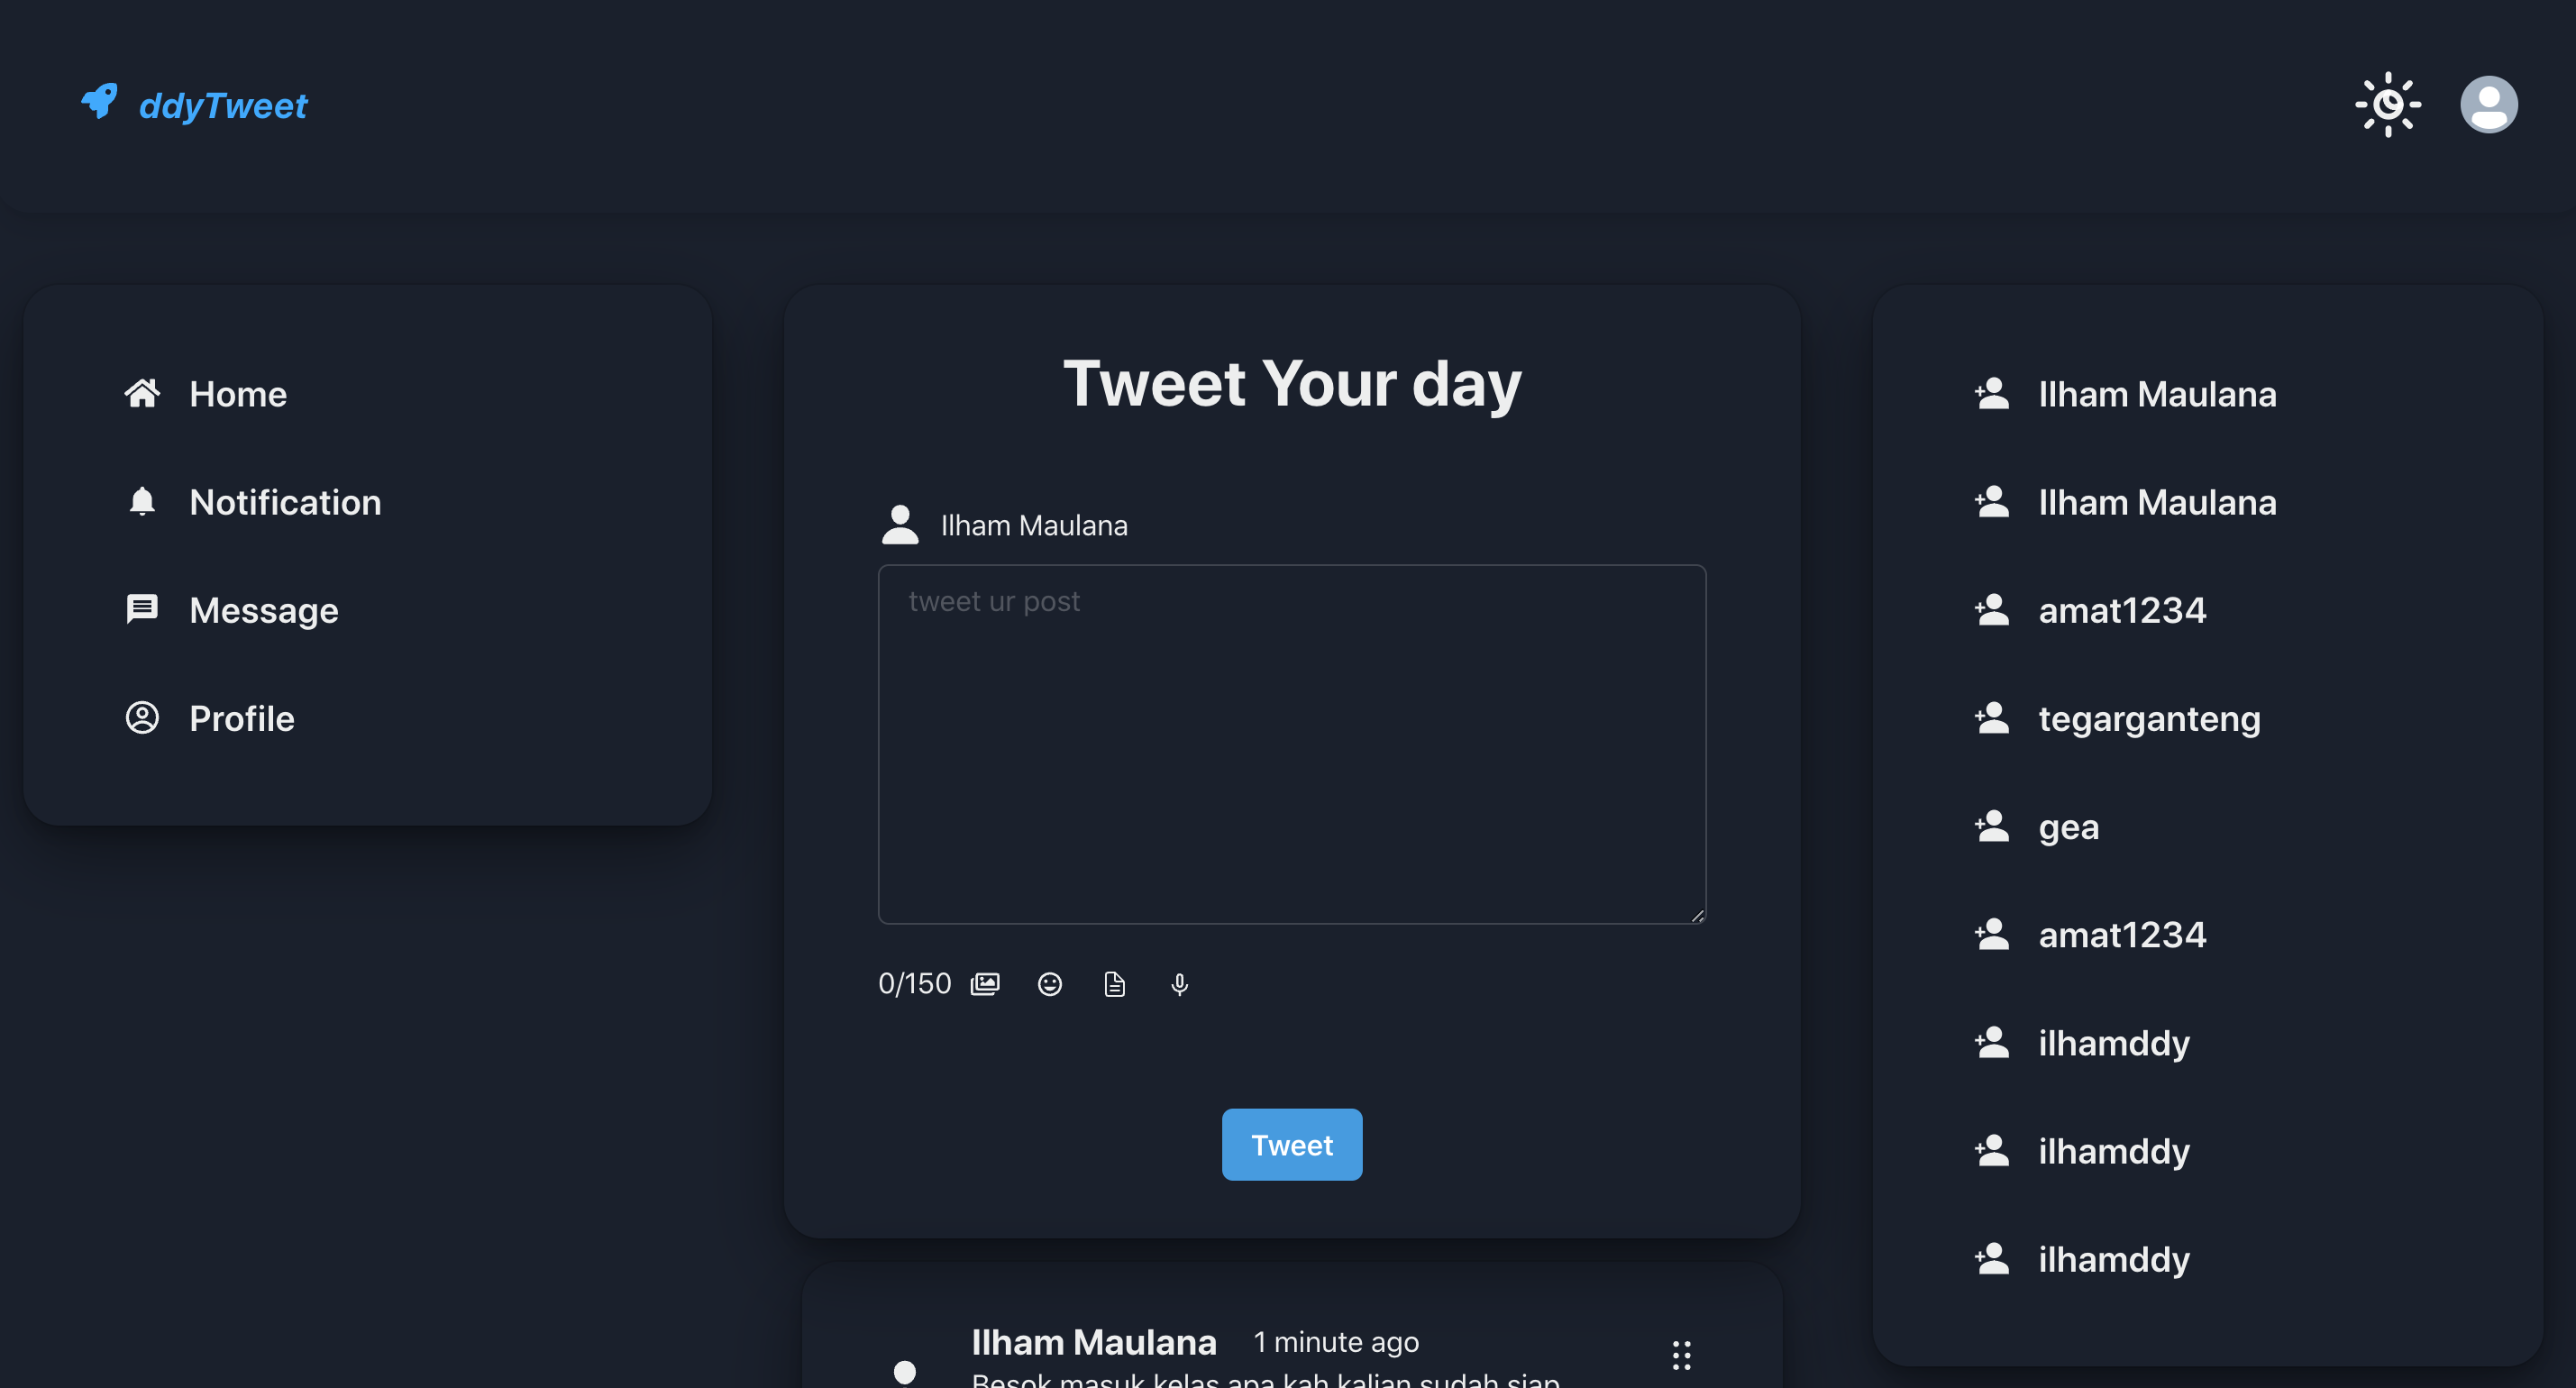 ddyTweet
Home
Notification
Message
Profile
Tweet Your day
Ilham Maulana
tweet ur post
0/150
Tweet
Ilham Maulana 1 minute ago
Besok masuk kelas apa kah kalian sudah siap
Ilham Maulana
Ilham Maulana
amat1234
tegarganteng
gea
amat1234
ilhamddy
ilhamddy
ilhamddy